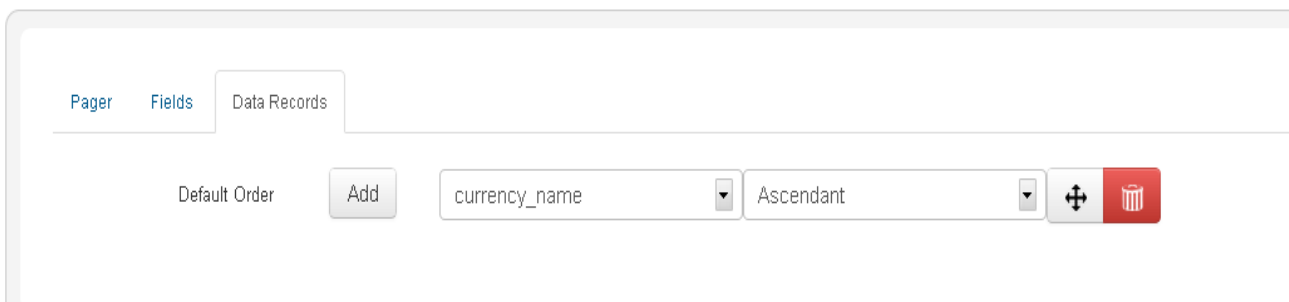 Pager Fields Data Records
Default Order Add currency_name Ascendant